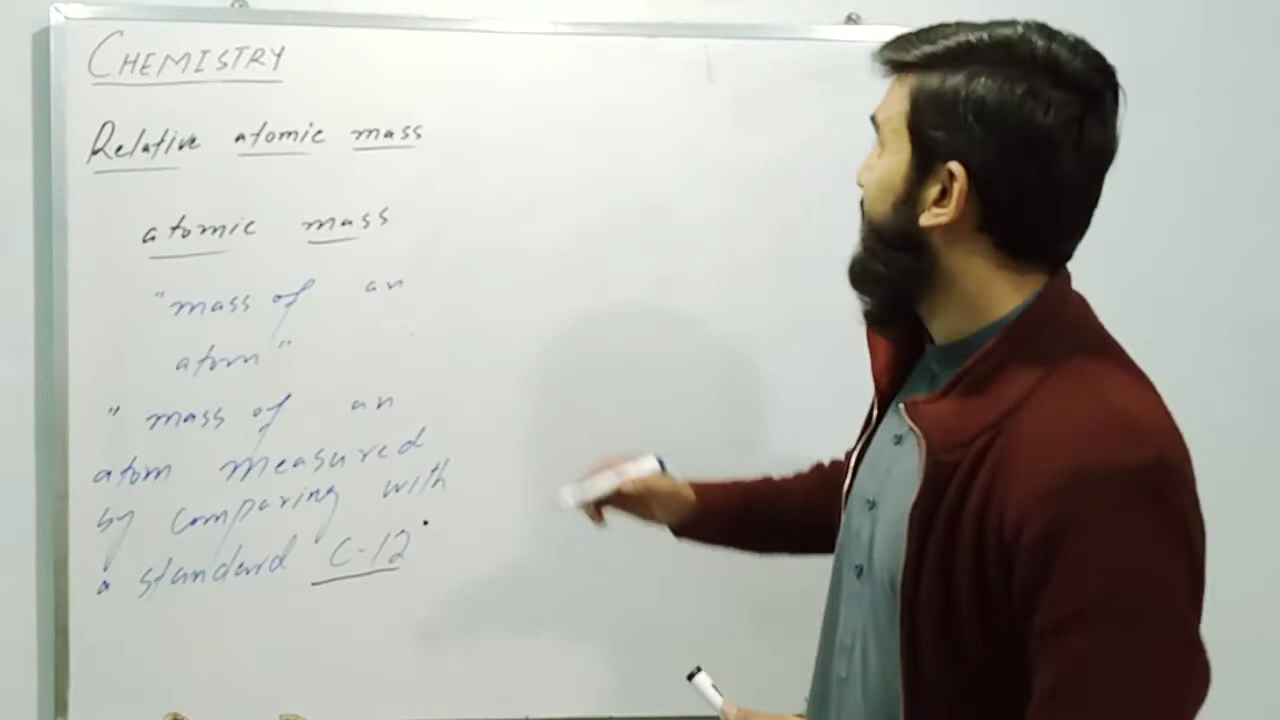 CHEMISTRY
Relative atomic mass
atomic mass
"mass of an
atom"
" mass of an
atom measured
by comparing with
a standard C-12"